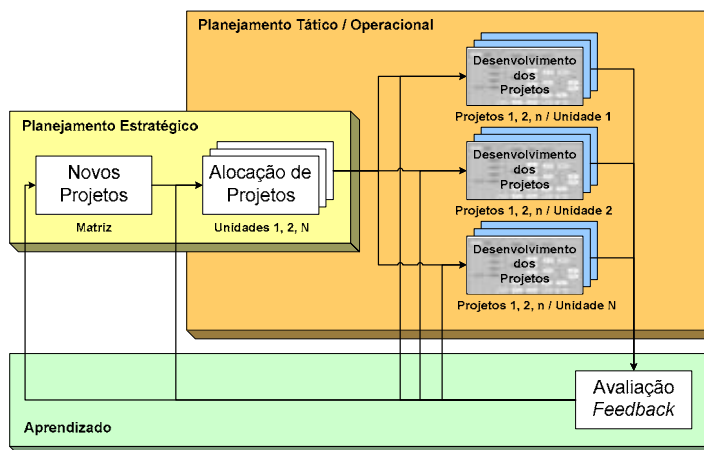 Planejamento Tático / Operacional
Desenvolvimento
dos
Projetos
Projetos 1, 2, n / Unidade 1
Planejamento Estratégico
Novos
Projetos
Matriz
Alocação de
Projetos
Unidades 1, 2, N
Desenvolvimento
dos
Projetos
Projetos 1, 2, n / Unidade 2
Desenvolvimento
dos
Projetos
Projetos 1, 2, n / Unidade N
Avaliação
Feedback
Aprendizado